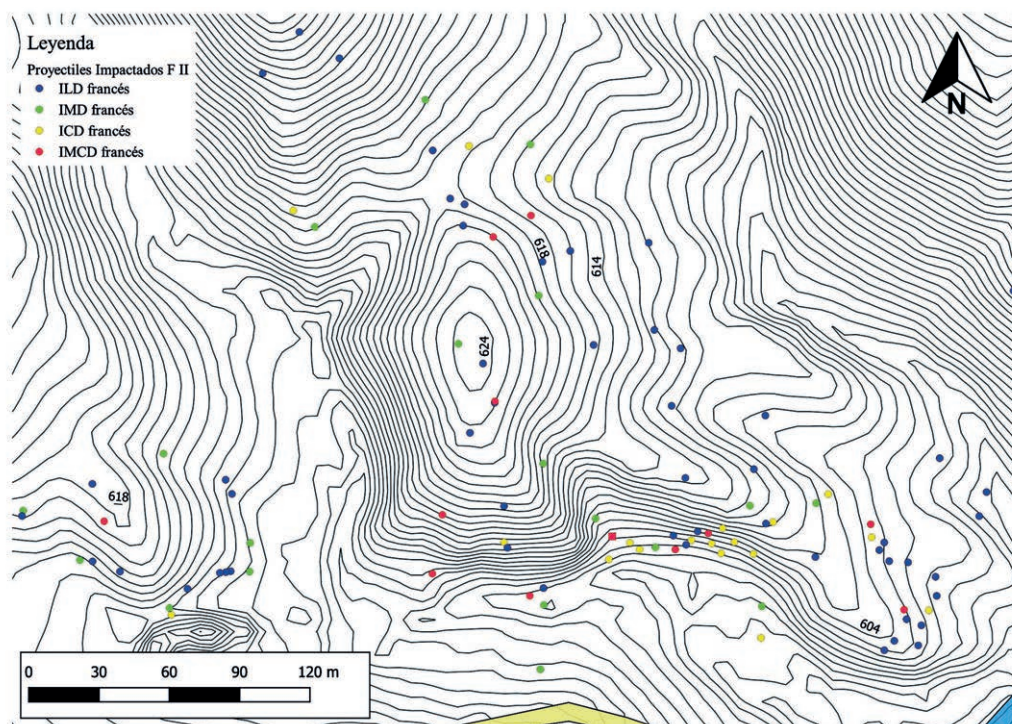 Leyenda
Proyectiles Impactados F II
ILD francés
IMD francés
ICD francés
IMCD francés
N
618
614
624
618
604
0 30 60 90 120 m